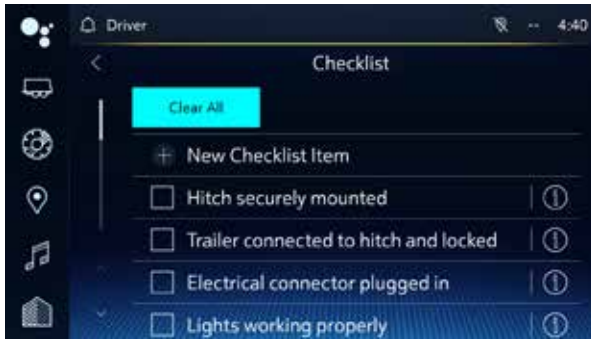 Driver
-- 4:40
Checklist
Clear All
+ New Checklist Item
Hitch securely mounted
Trailer connected to hitch and locked
Electrical connector plugged in
Lights working properly